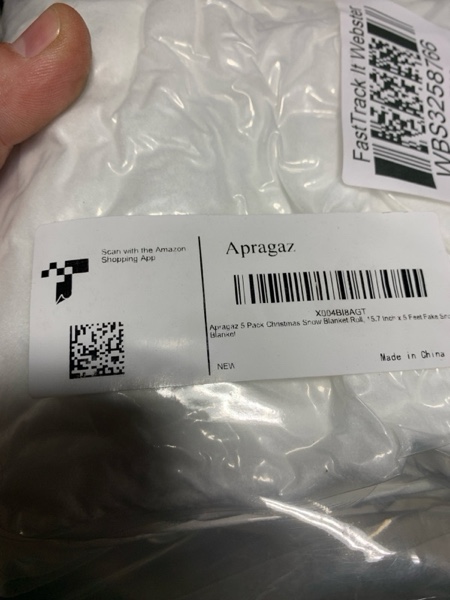 FastTrack It Webster
WBS3258766
Scan with the Amazon
Shopping App
Apragaz
X004BI8AGT
Apragaz 5 Pack Christmas Snow Blanket Roll, 15.7 Inch x 5 Feet Fake Sno
Blanket
NEW
Made in China